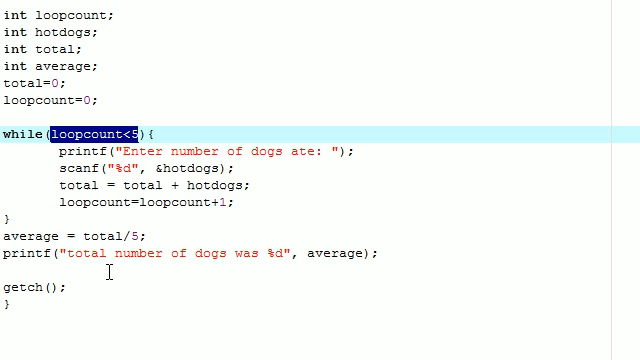 int loopcount;
int hotdogs;
int total;
int average;
total=0;
loopcount=0;
while(loopcount<5){
printf("Enter number of dogs ate: ");
scanf("%d", &hotdogs);
total = total + hotdogs;
loopcount=loopcount+1;
}
average = total/5;
printf("total number of dogs was %d", average);
getch();
}